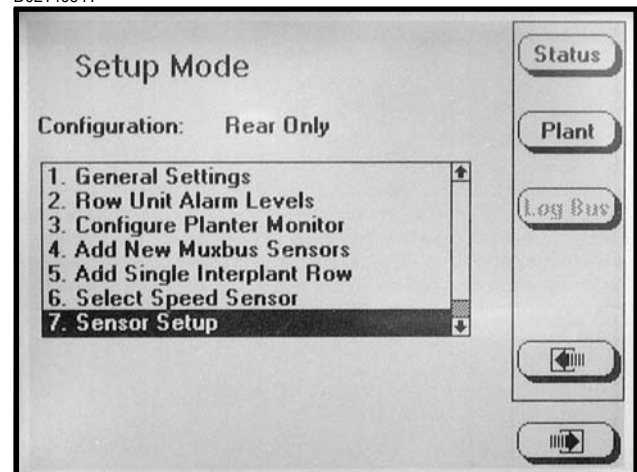 Setup Mode
Configuration: Rear Only
1. General Settings
2. Row Unit Alarm Levels
3. Configure Planter Monitor
4. Add New Muxbus Sensors
5. Add Single Interplant Row
6. Select Speed Sensor
7. Sensor Setup
Status
Plant
Log Bus